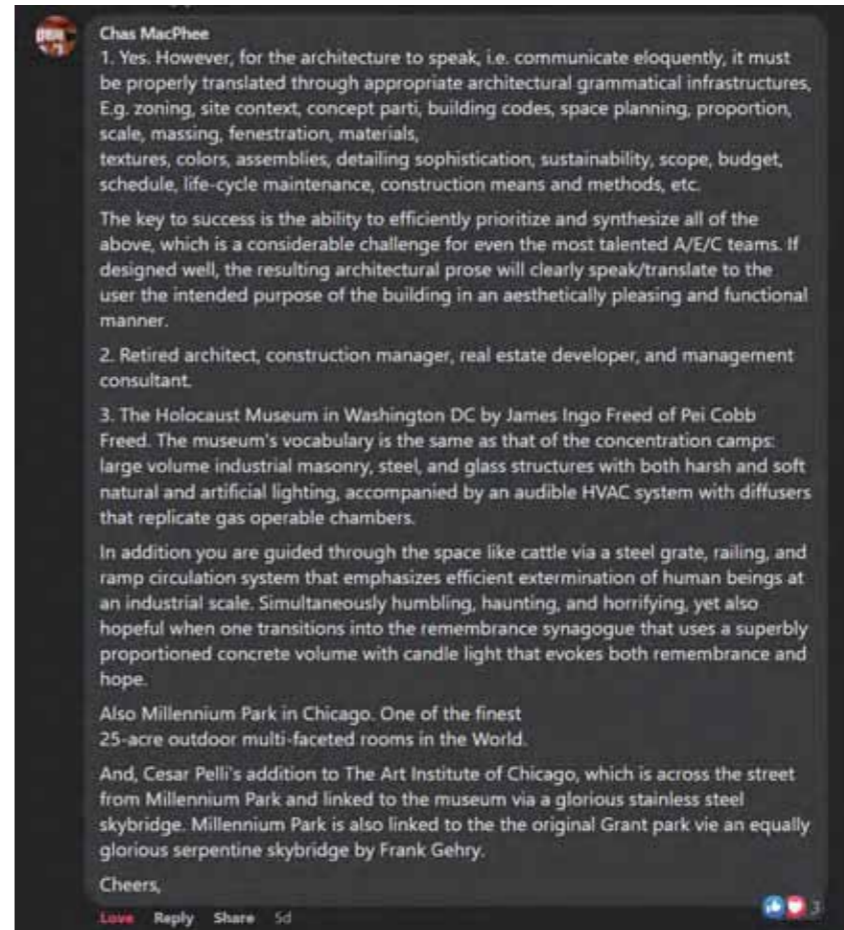 Chas MacPhee
1. Yes. However, for the architecture to speak, i.e. communicate eloquently, it must
be properly translated through appropriate architectural grammatical infrastructures,
E.g. zoning, site context, concept parti, building codes, space planning, proportion,
scale, massing, fenestration, materials,
textures, colors, assemblies, detailing sophistication, sustainability, scope, budget,
schedule, life-cycle maintenance, construction means and methods, etc.
The key to success is the ability to efficiently prioritize and synthesize all of the
above, which is a considerable challenge for even the most talented A/E/C teams. If
designed well, the resulting architectural prose will clearly speak/translate to the
user the intended purpose of the building in an aesthetically pleasing and functional
manner.
2. Retired architect, construction manager, real estate developer, and management
consultant.
3. The Holocaust Museum in Washington DC by James Ingo Freed of Pei Cobb
Freed. The museum's vocabulary is the same as that of the concentration camps:
large volume industrial masonry, steel, and glass structures with both harsh and soft
natural and artificial lighting, accompanied by an audible HVAC system with diffusers
that replicate gas operable chambers.
In addition you are guided through the space like cattle via a steel grate, railing, and
ramp circulation system that emphasizes efficient extermination of human beings at
an industrial scale. Simultaneously humbling, haunting, and horrifying, yet also
hopeful when one transitions into the remembrance synagogue that uses a superbly
proportioned concrete volume with candle light that evokes both remembrance and
hope.
Also Millennium Park in Chicago. One of the finest
25-acre outdoor multi-faceted rooms in the World.
And, Cesar Pelli's addition to The Art Institute of Chicago, which is across the street
from Millennium Park and linked to the museum via a glorious stainless steel
skybridge. Millennium Park is also linked to the the original Grant park vie an equally
glorious serpentine skybridge by Frank Gehry.
Cheers,
Love Reply Share 5d 3